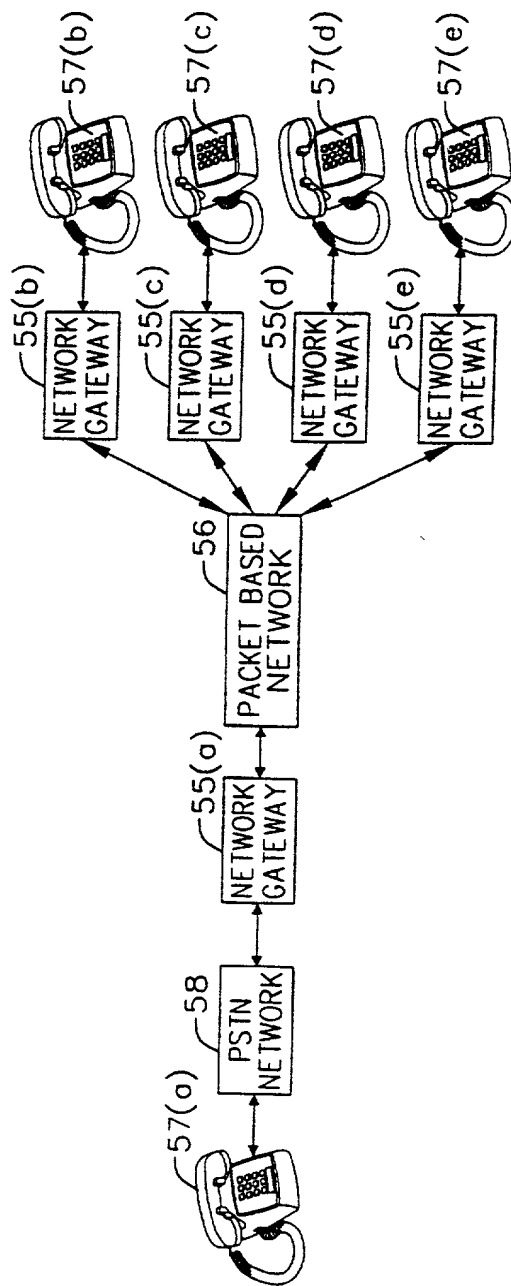 57(a)
58
PSTN
NETWORK
55(a)
NETWORK
GATEWAY
56
PACKET BASED
NETWORK
55(b)
NETWORK
GATEWAY
57(b)
55(c)
NETWORK
GATEWAY
57(c)
55(d)
NETWORK
GATEWAY
57(d)
55(e)
NETWORK
GATEWAY
57(e)